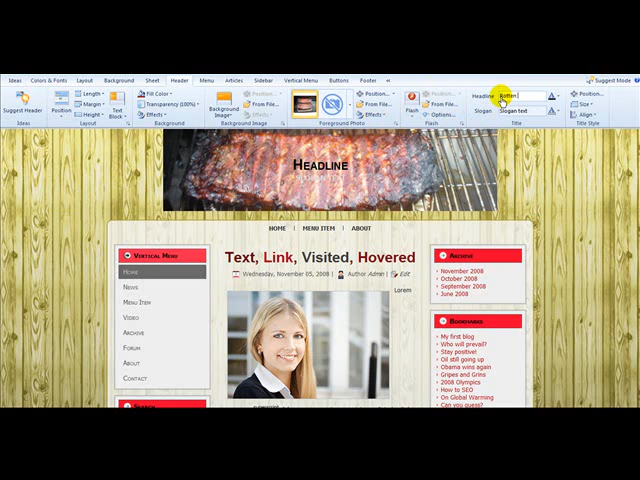 Ideas Colors & Fonts Layout Background Sheet Header Menu Articles Sidebar Vertical Menu Buttons Footer Suggest Mode
Suggest Header
Ideas
Position
Length
Margin
Height
Text Block
Layout
Fill Color
Transparency (100%)
Effects
Background
Background Image
Position...
From File...
Effects
Background Image
Position...
From File...
Effects
Foreground Photo
Flash
Position...
From File...
Options...
Flash
Headline Rotten
Slogan Slogan text
Title
Position...
Size
Align
Title Style
HEADLINE
SLOGAN TEXT
HOME | MENU ITEM | ABOUT
VERTICAL MENU
HOME
NEWS
MENU ITEM
VIDEO
ARCHIVE
FORUM
ABOUT
CONTACT
SEARCH
Text, Link, Visited, Hovered
Wednesday, November 05, 2008 | Author Admin | Edit
Lorem
ARCHIVE
November 2008
October 2008
September 2008
June 2008
BOOKMARKS
My first blog
Who will prevail?
Stay positive!
Oil still going up
Obama wins again
Gripes and Grins
2008 Olympics
How to SEO
On Global Warming
Can you guess?